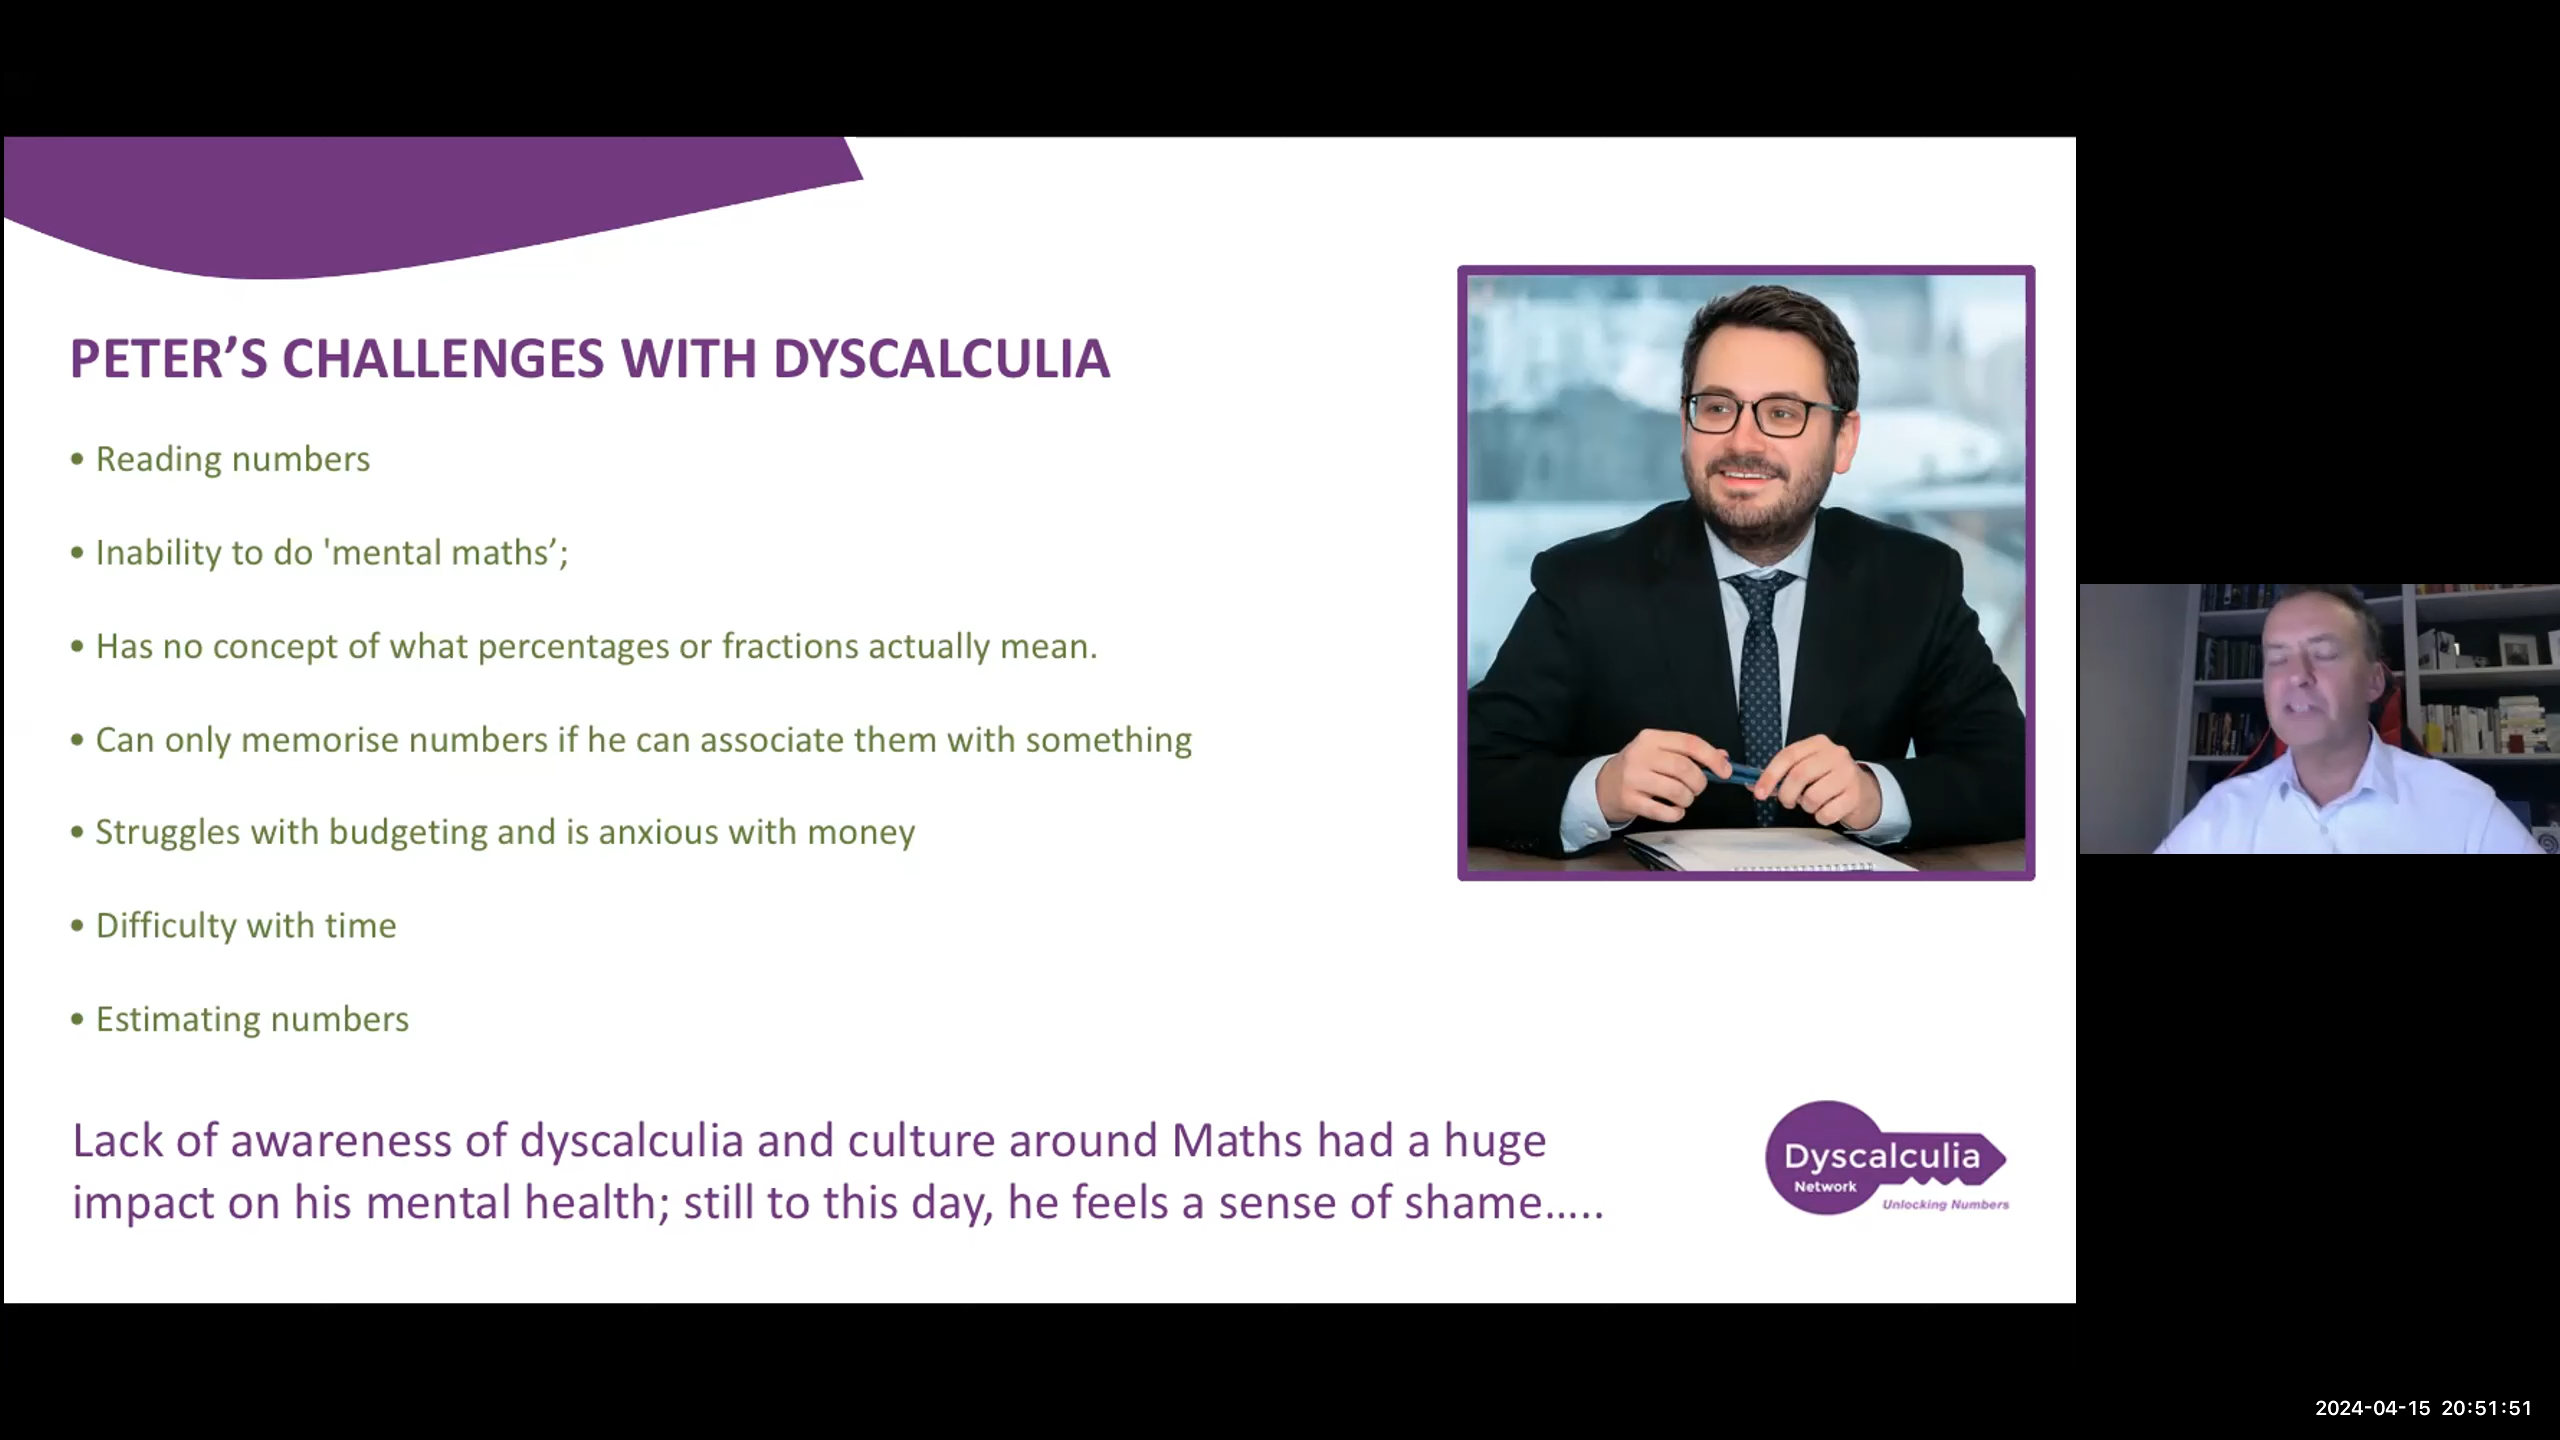 PETER’S CHALLENGES WITH DYSCALCULIA
• Reading numbers
• Inability to do 'mental maths’;
• Has no concept of what percentages or fractions actually mean.
• Can only memorise numbers if he can associate them with something
• Struggles with budgeting and is anxious with money
• Difficulty with time
• Estimating numbers
Lack of awareness of dyscalculia and culture around Maths had a huge
impact on his mental health; still to this day, he feels a sense of shame.....
Dyscalculia
Network
Unlocking Numbers
2024-04-15 20:51:51